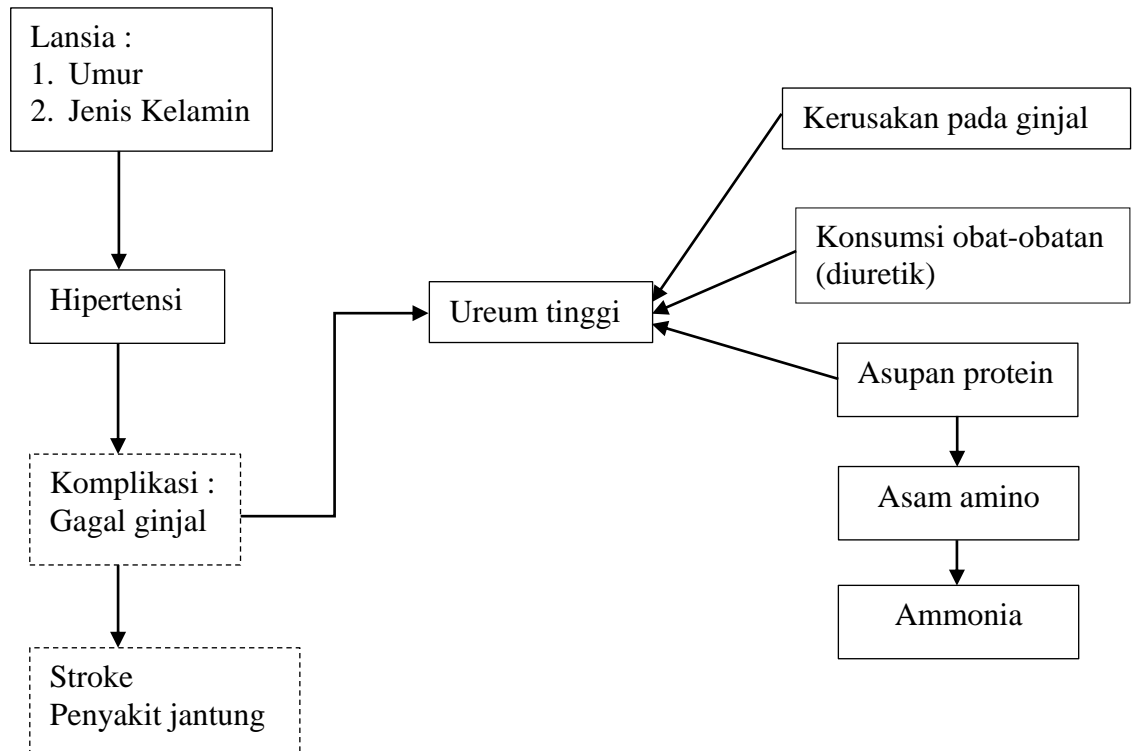 Lansia :
1. Umur
2. Jenis Kelamin
Hipertensi
Komplikasi :
Gagal ginjal
Stroke
Penyakit jantung
Ureum tinggi
Kerusakan pada ginjal
Konsumsi obat-obatan
(diuretik)
Asupan protein
Asam amino
Ammonia